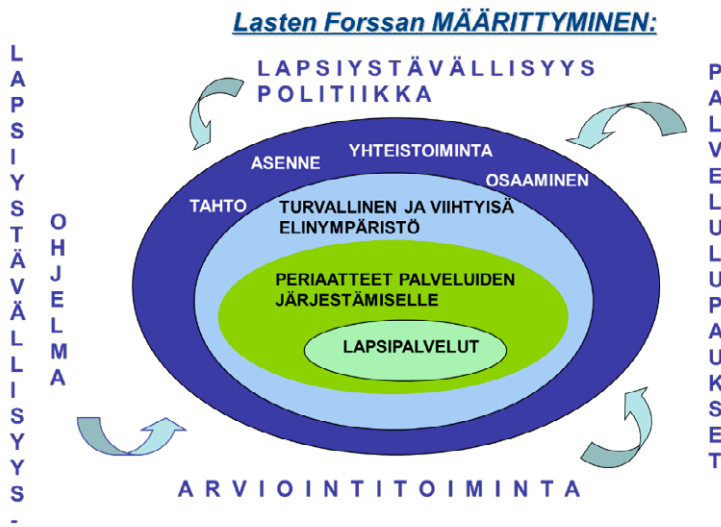 Lasten Forssan MÄÄRITTYMINEN:
LAPSIYSTÄVÄLLISYYS
POLITIIKKA
LAPSIYSTÄVÄLLISYYS-
OHJELMA
PALVELULUPAUKSET
YHTEISTOIMINTA
ASENNE
OSAAMINEN
TAHTO
TURVALLINEN JA VIIHTYISÄ
ELINYMPÄRISTÖ
PERIAATTEET PALVELUIDEN
JÄRJESTÄMISELLE
LAPSIPALVELUT
ARVIOINTITOIMINTA